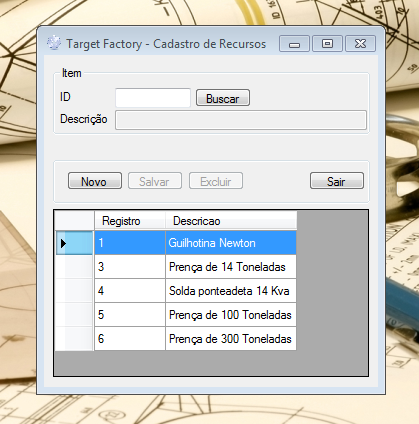 Target Factory - Cadastro de Recursos
Item
ID
Buscar
Descrição
Novo Salvar Excluir Sair
Registro Descricao
1 Guilhotina Newton
3 Prença de 14 Toneladas
4 Solda ponteadeta 14 Kva
5 Prença de 100 Toneladas
6 Prença de 300 Toneladas